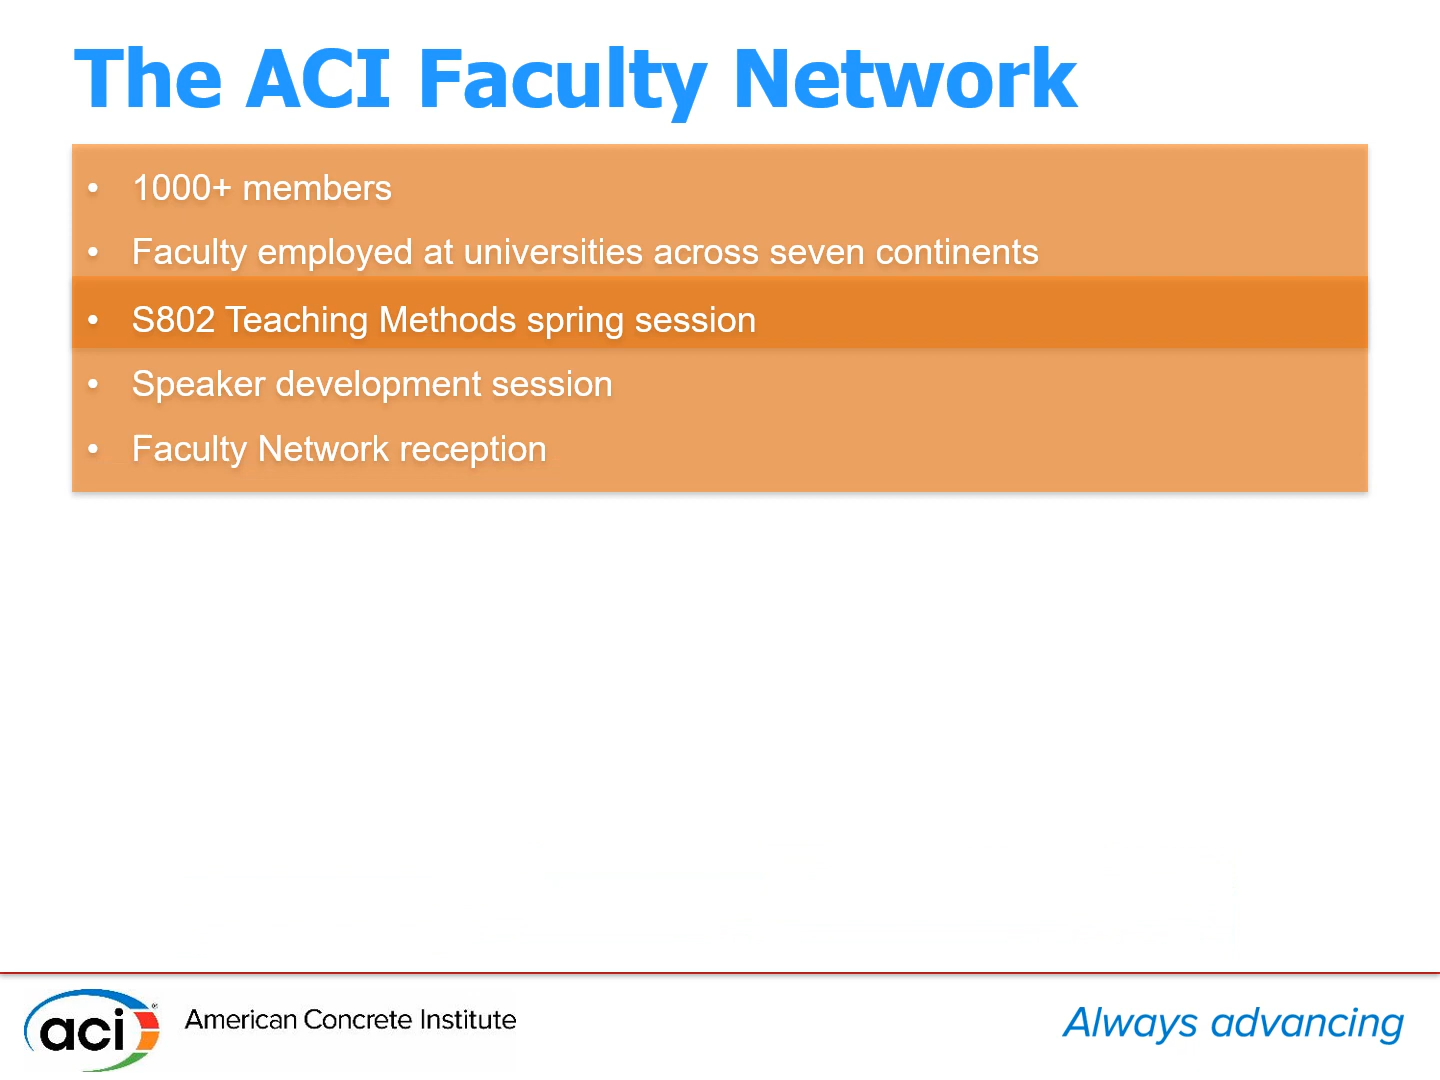 The ACI Faculty Network
• 1000+ members
• Faculty employed at universities across seven continents
• S802 Teaching Methods spring session
• Speaker development session
• Faculty Network reception
aci®
American Concrete Institute
Always advancing